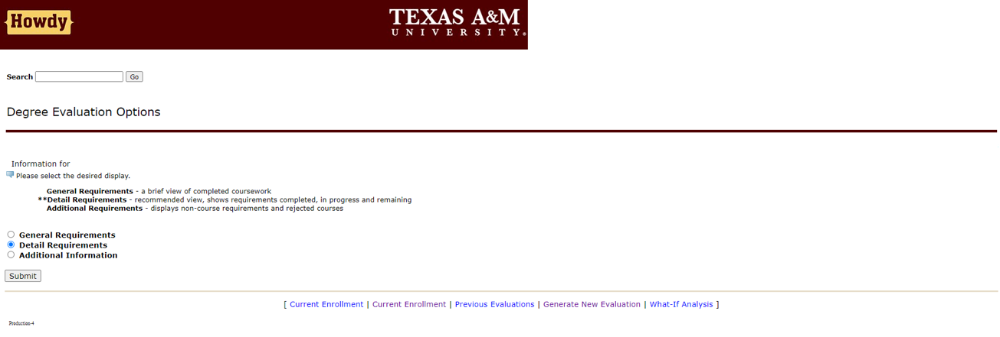 Howdy
TEXAS A&M
UNIVERSITY®
Search Go
Degree Evaluation Options
Information for
Please select the desired display.
General Requirements - a brief view of completed coursework
**Detail Requirements - recommended view, shows requirements completed, in progress and remaining
Additional Requirements - displays non-course requirements and rejected courses
General Requirements
Detail Requirements
Additional Information
Submit
[ Current Enrollment | Current Enrollment | Previous Evaluations | Generate New Evaluation | What-If Analysis ]
Production-4